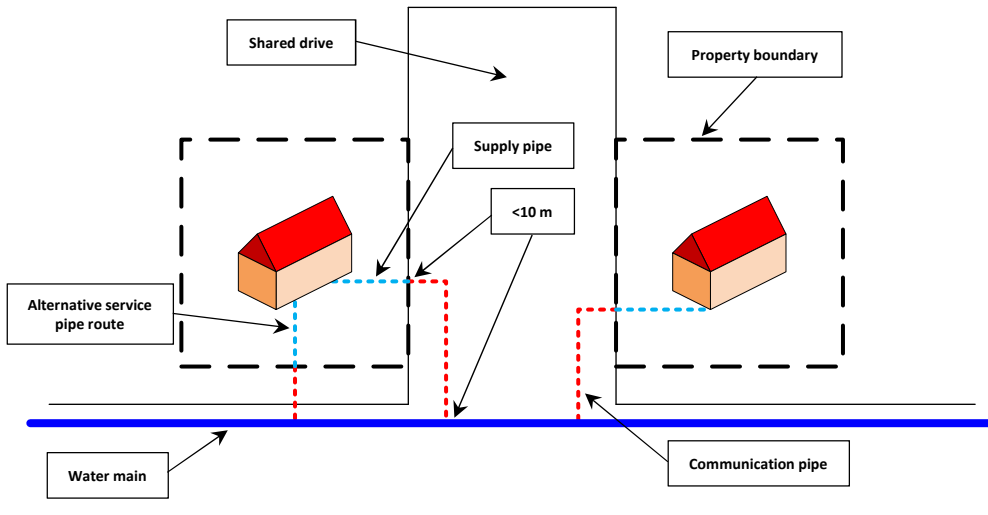 Shared drive
Property boundary
Supply pipe
<10 m
Alternative service
pipe route
Water main
Communication pipe